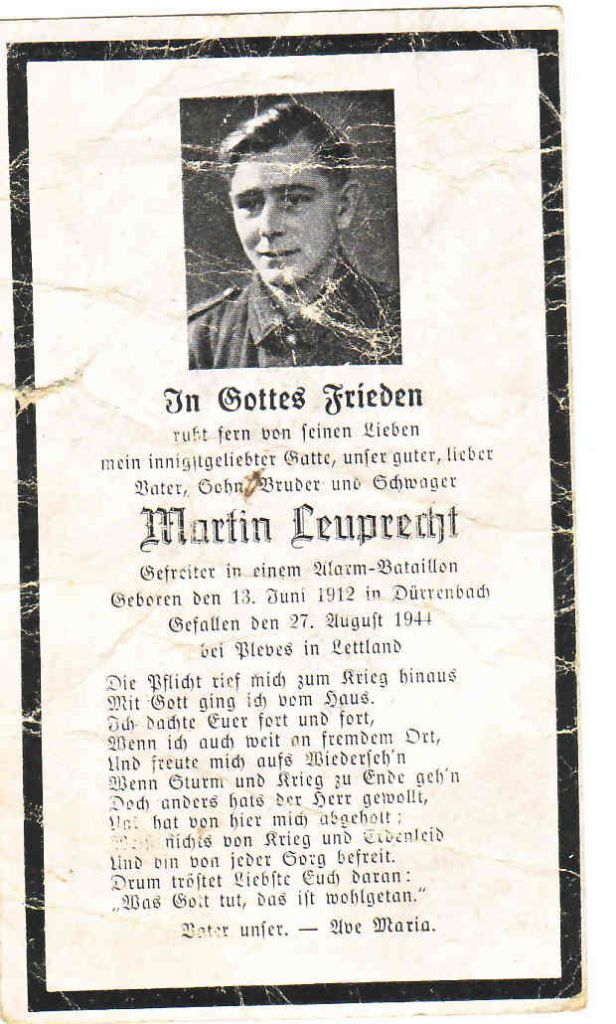 In Gottes Frieden
ruht fern von seinen Lieben
mein innigstgeliebter Gatte, unser guter, lieber
Vater, Sohn, Bruder und Schwager
Martin Leuprecht
Gefreiter in einem Alarm-Bataillon
Geboren den 13. Juni 1912 in Dürrenbach
Gefallen den 27. August 1944
bei Pleves in Lettland
Die Pflicht rief mich zum Krieg hinaus
Mit Gott ging ich vom Haus.
Ich dachte Euer fort und fort,
Wenn ich auch weit an fremdem Ort,
Und freute mich aufs Wiederseh'n
Wenn Sturm und Krieg zu Ende geh'n
Doch anders hats der Herr gewollt,
Und hat von hier mich abgeholt;
nichts von Krieg und Erdenleid
Und bin von jeder Sorg befreit.
Drum tröstet Liebste Euch daran:
„Was Gott tut, das ist wohlgetan."
Vater unser. — Ave Maria.